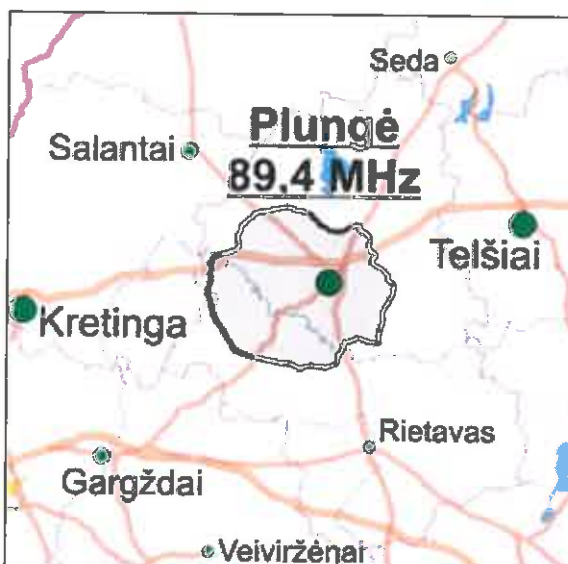 Seda
Plungė
89,4 MHz
Salantai
Telšiai
Kretinga
Rietavas
Gargždai
Veiviržėnai